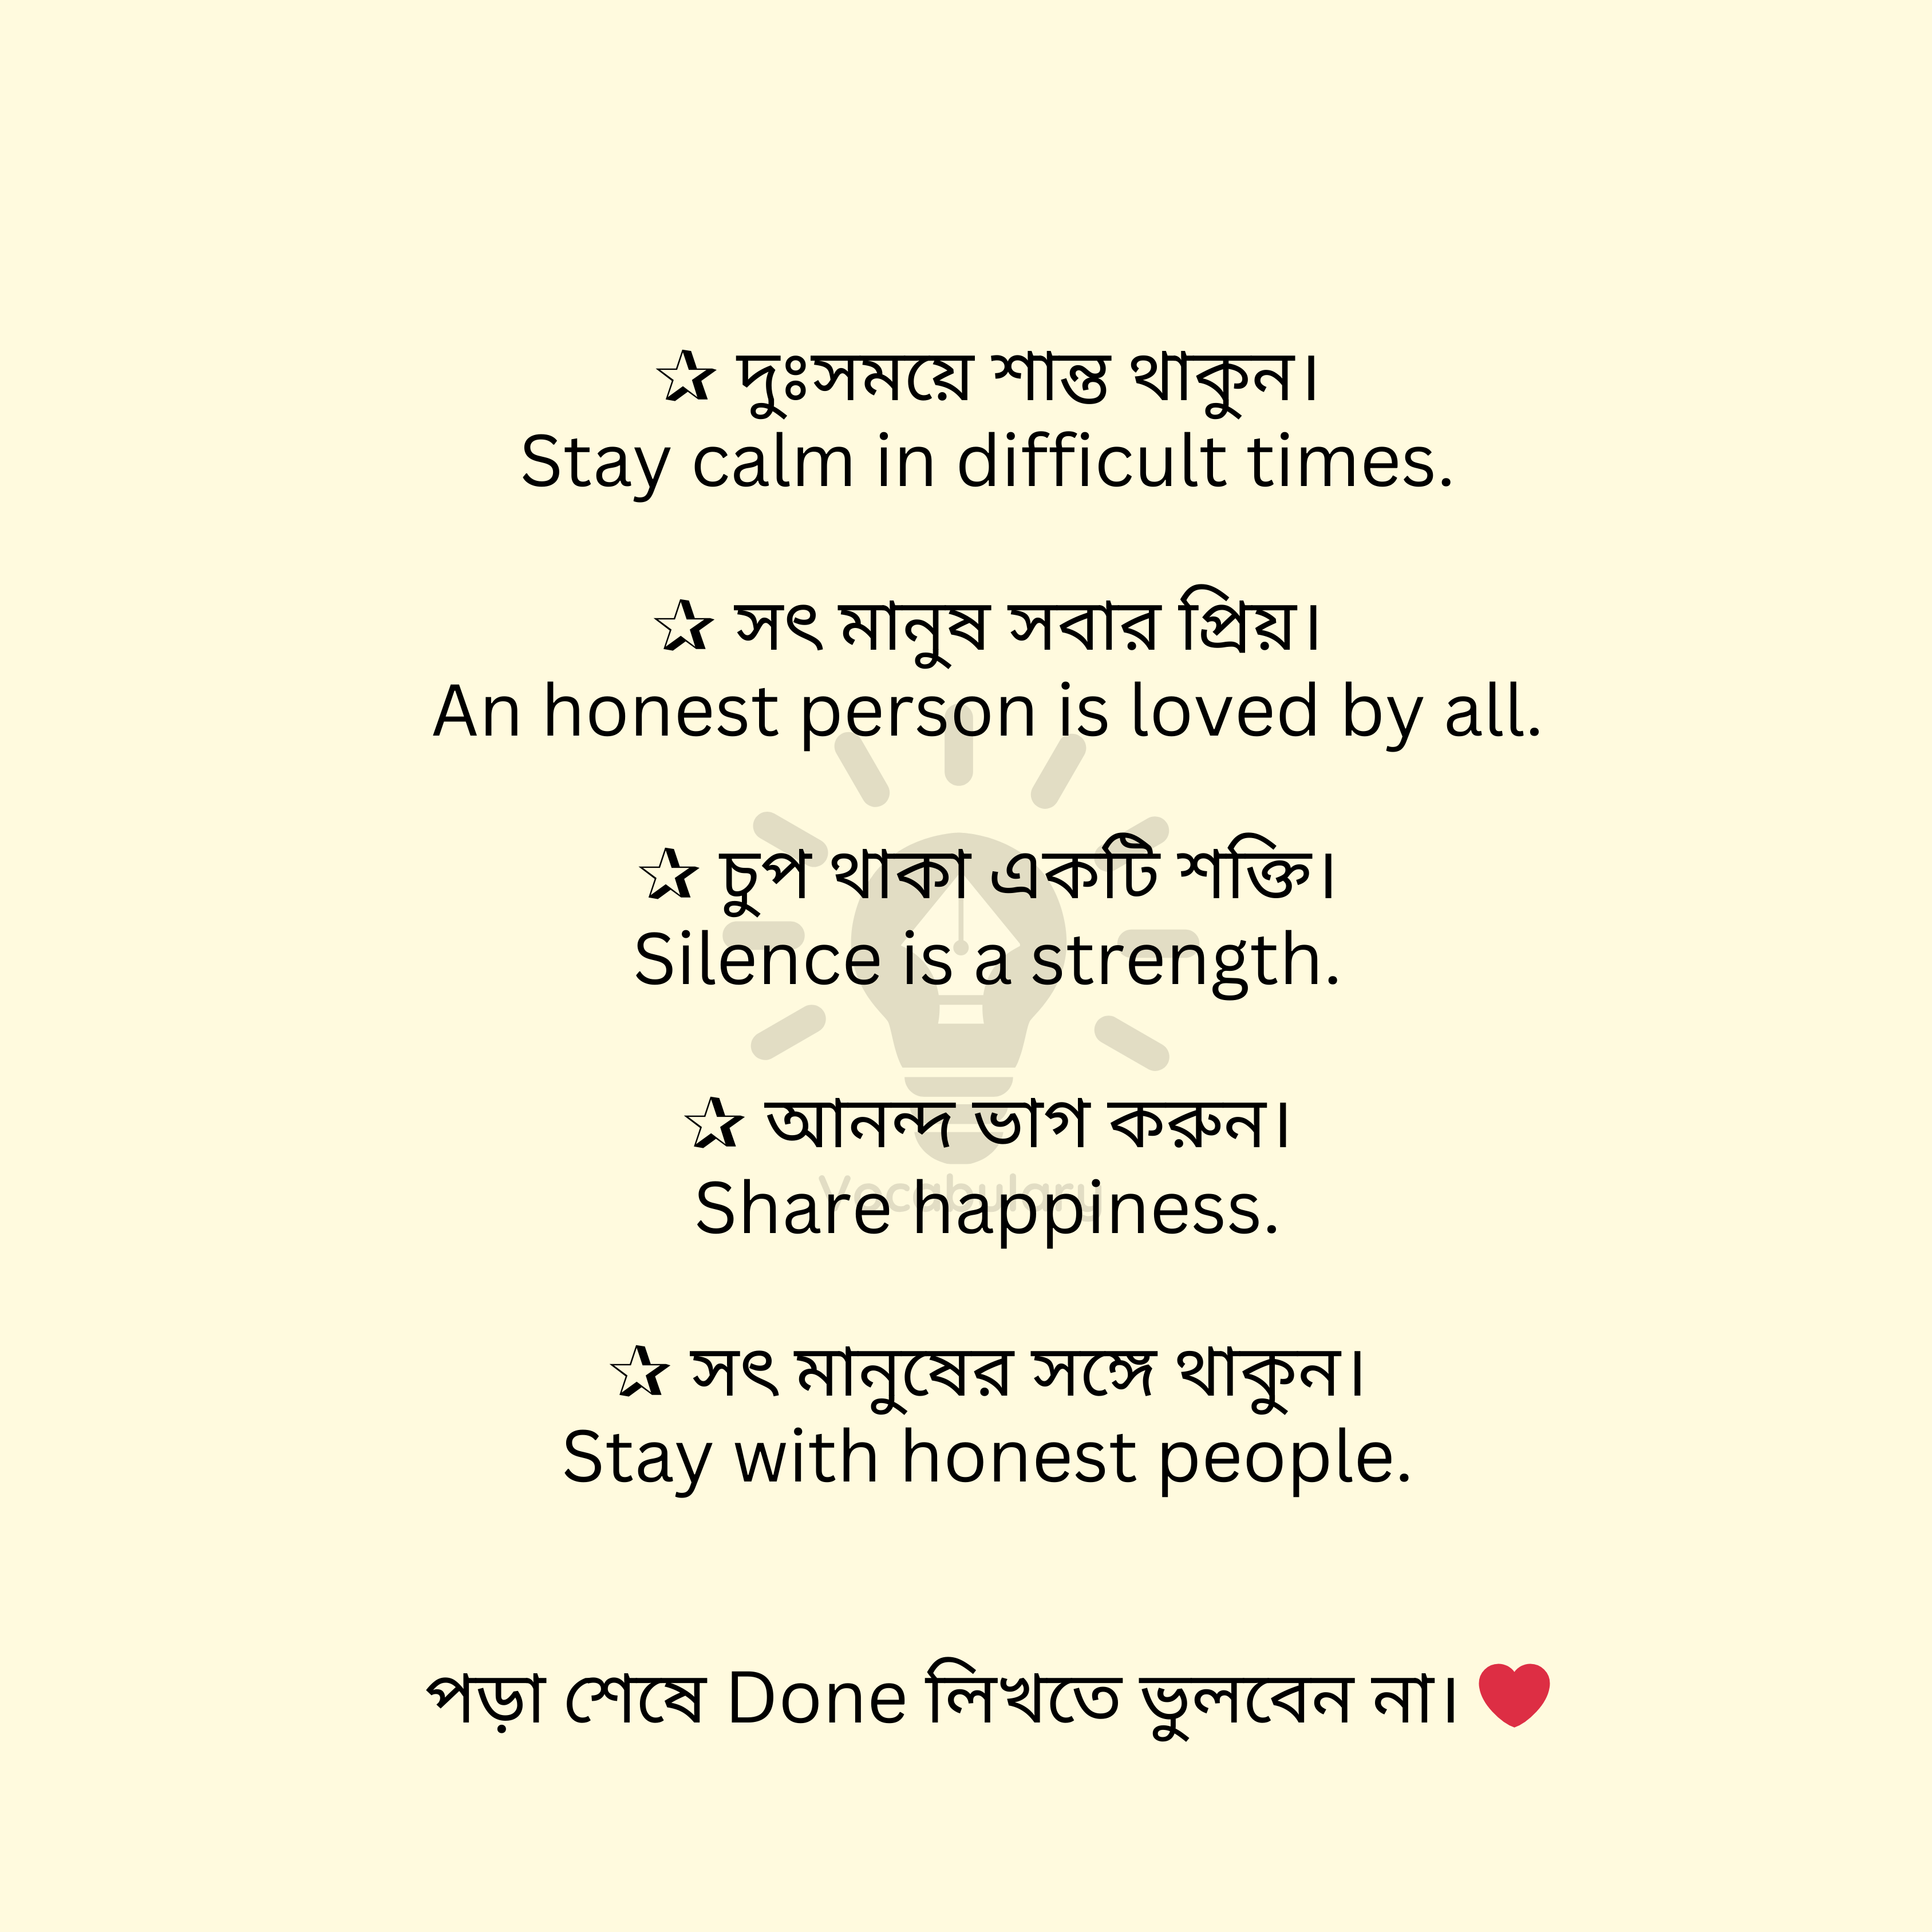 ☆ দুঃসময়ে শান্ত থাকুন।
Stay calm in difficult times.
☆ সৎ মানুষ সবার প্রিয়।
An honest person is loved by all.
☆ চুপ থাকা একটি শক্তি।
Silence is a strength.
☆ আনন্দ ভাগ করুন।
Vocabulary
Share happiness.
☆ সৎ মানুষের সঙ্গে থাকুন।
Stay with honest people.
পড়া শেষে Done লিখতে ভুলবেন না। ❤️